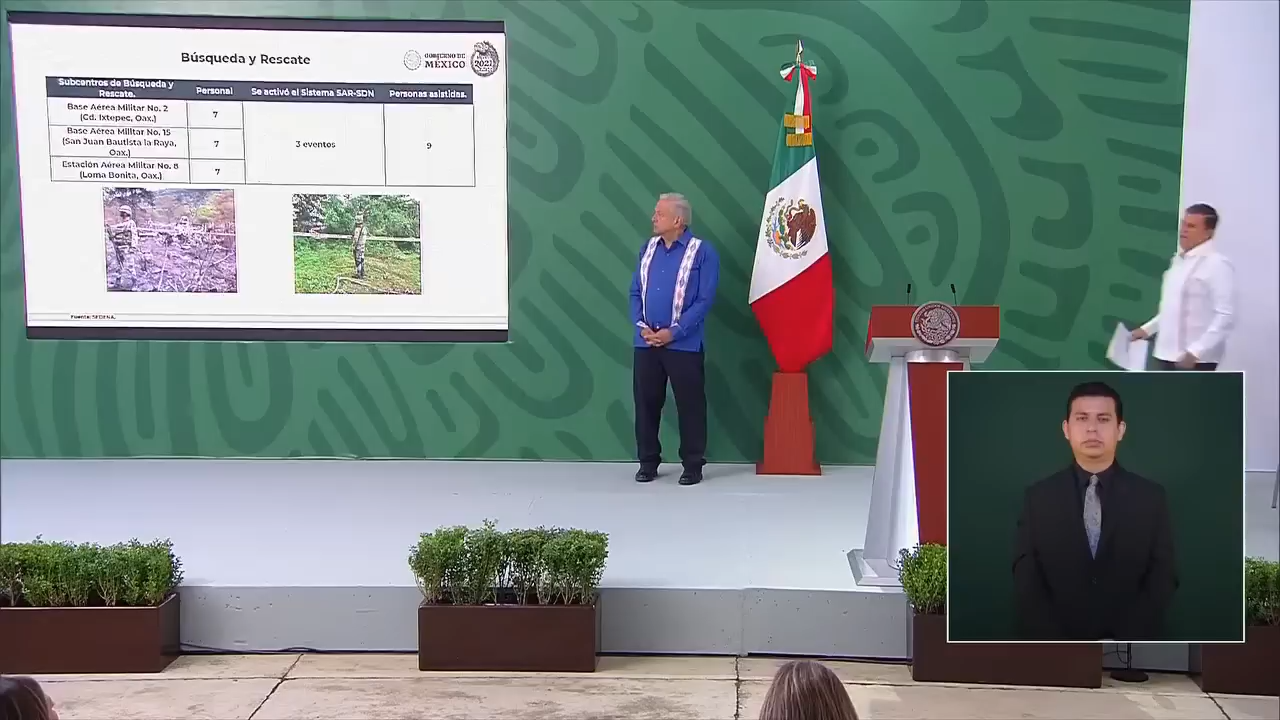 Búsqueda y Rescate
GOBIERNO DE
MÉXICO
2021
Subcentros de Búsqueda y
Rescate.
Personal
Se activó el Sistema SAR-SDN
Personas asistidas.
Base Aérea Militar No. 2
(Cd. Ixtepec, Oax.)
7
Base Aérea Militar No. 15
(San Juan Bautista la Raya,
Oax.)
7
3 eventos
9
Estación Aérea Militar No. 8
(Loma Bonita, Oax.)
7
Fuente: SEDENA.